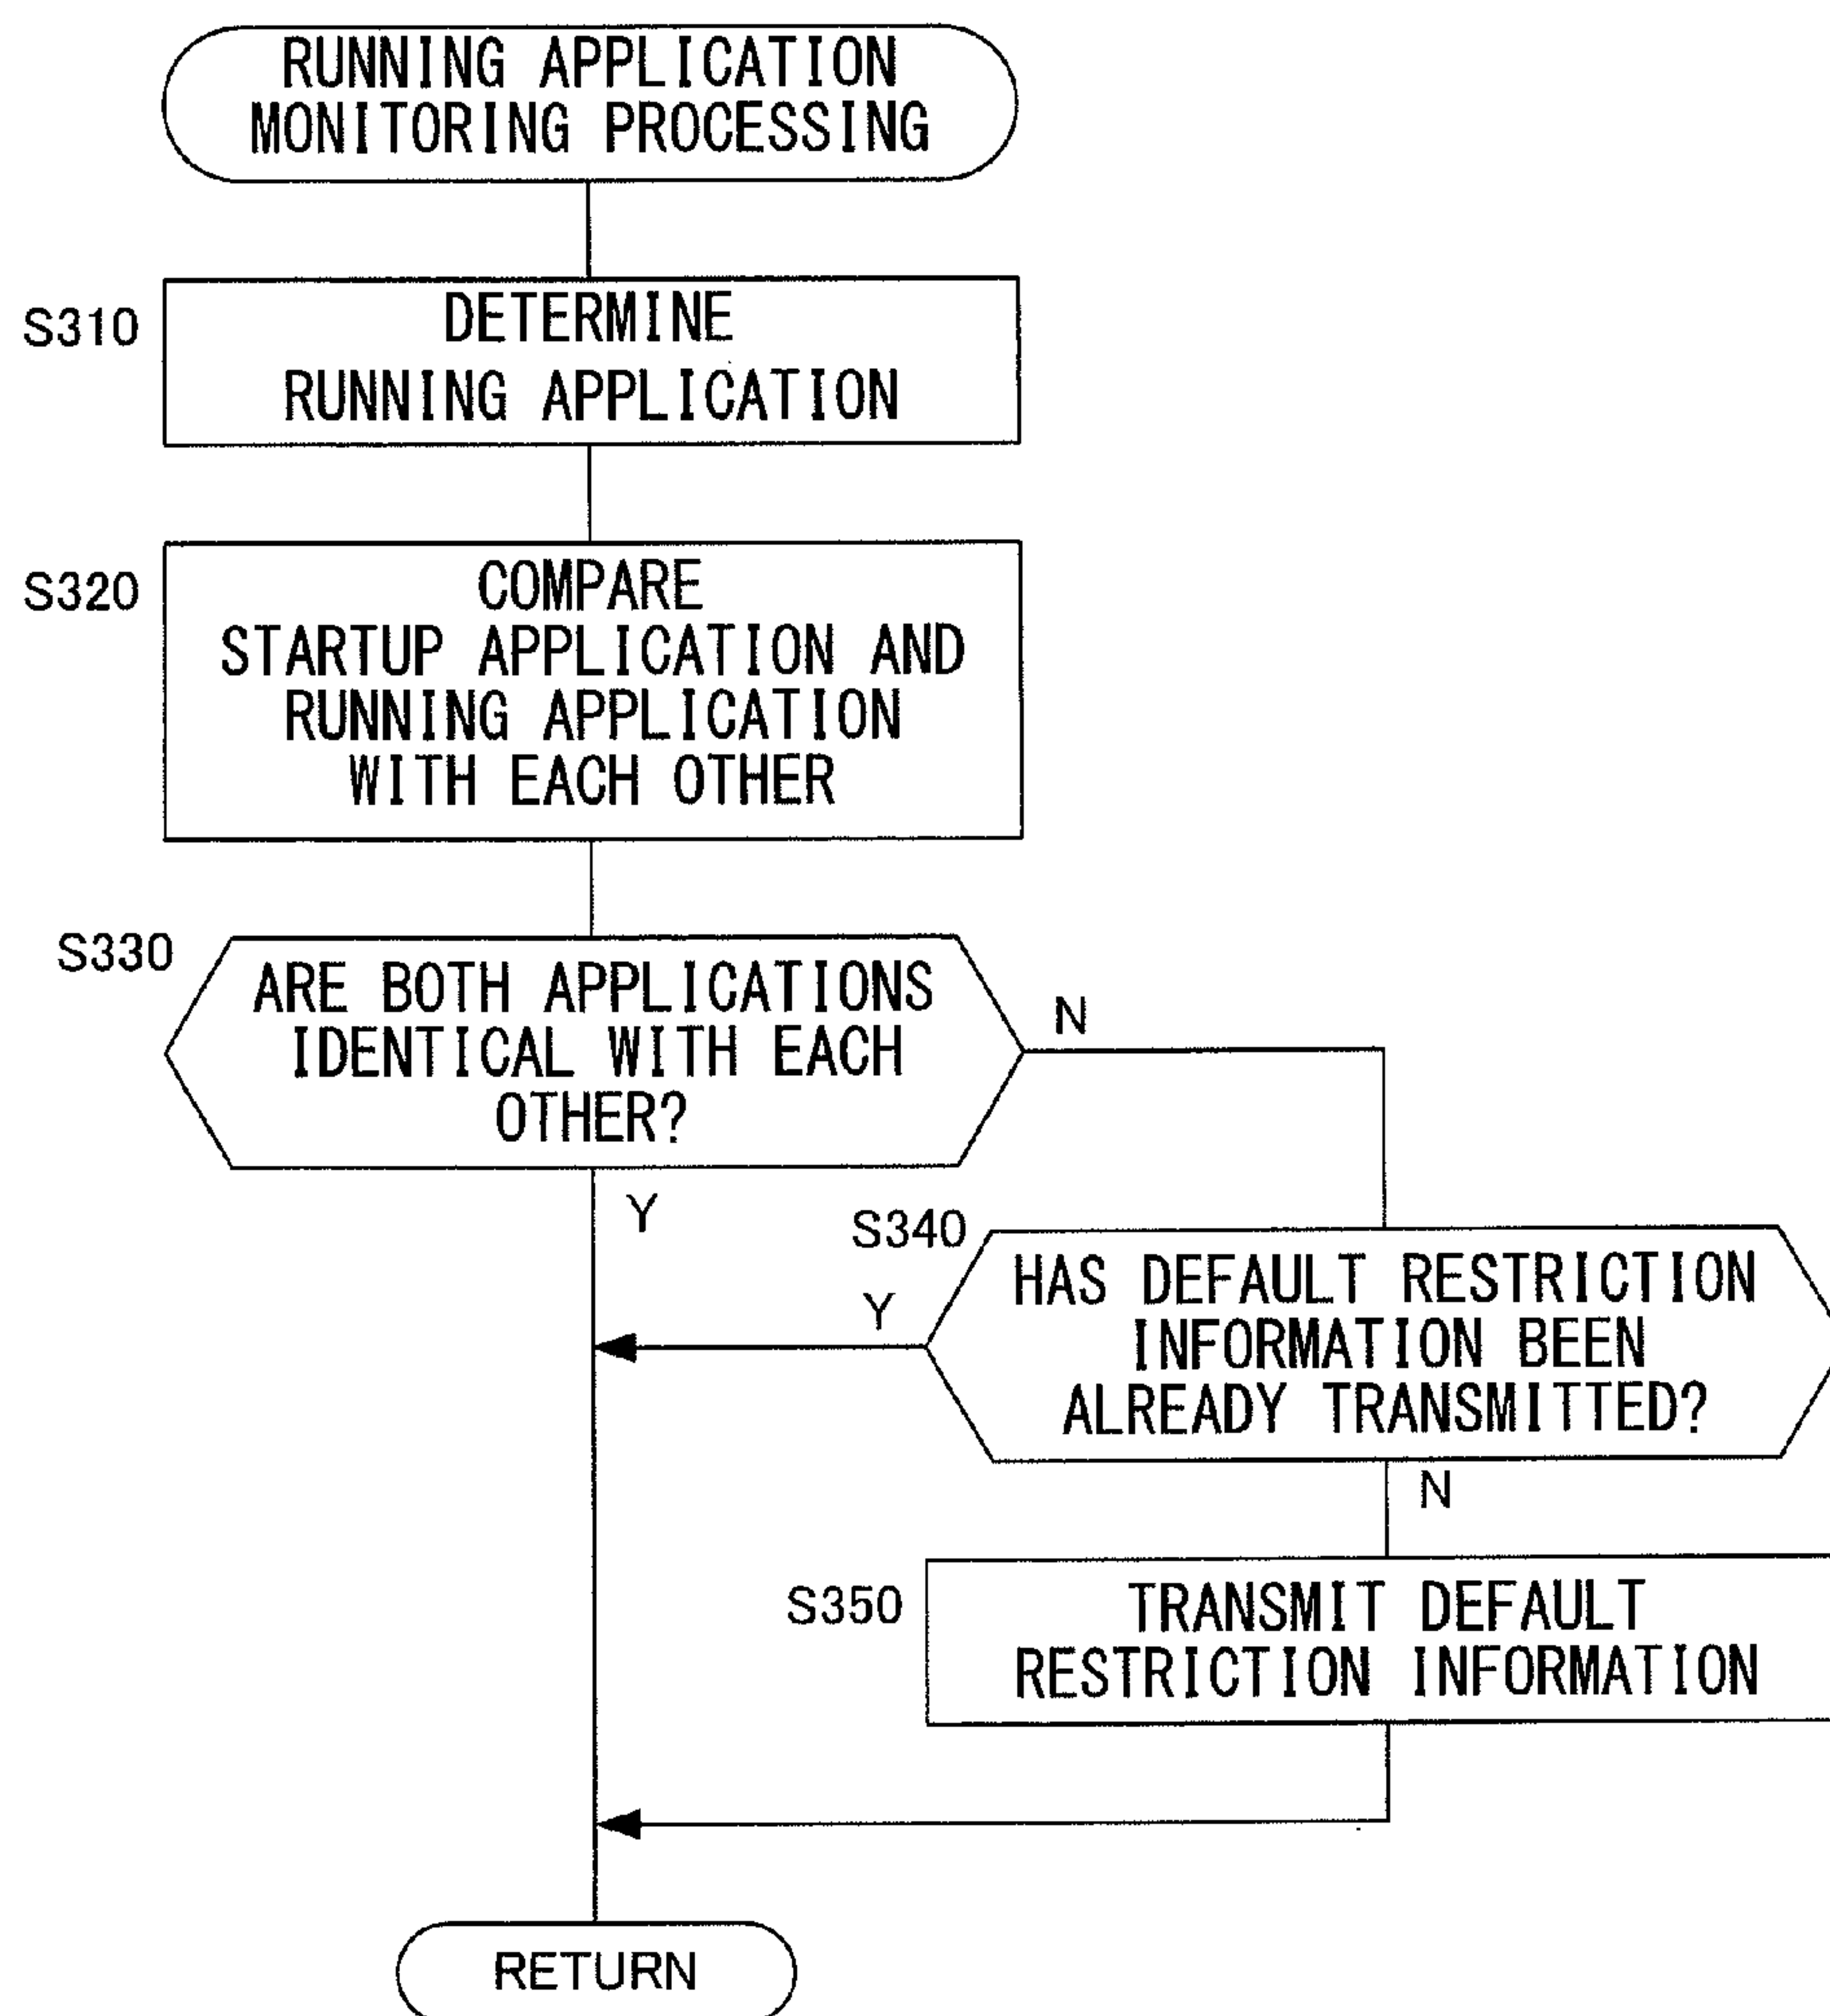 RUNNING APPLICATION
MONITORING PROCESSING
S310
DETERMINE
RUNNING APPLICATION
S320
COMPARE
STARTUP APPLICATION AND
RUNNING APPLICATION
WITH EACH OTHER
S330
ARE BOTH APPLICATIONS
IDENTICAL WITH EACH
OTHER?
N
Y
S340
HAS DEFAULT RESTRICTION
INFORMATION BEEN
ALREADY TRANSMITTED?
Y
N
S350
TRANSMIT DEFAULT
RESTRICTION INFORMATION
RETURN